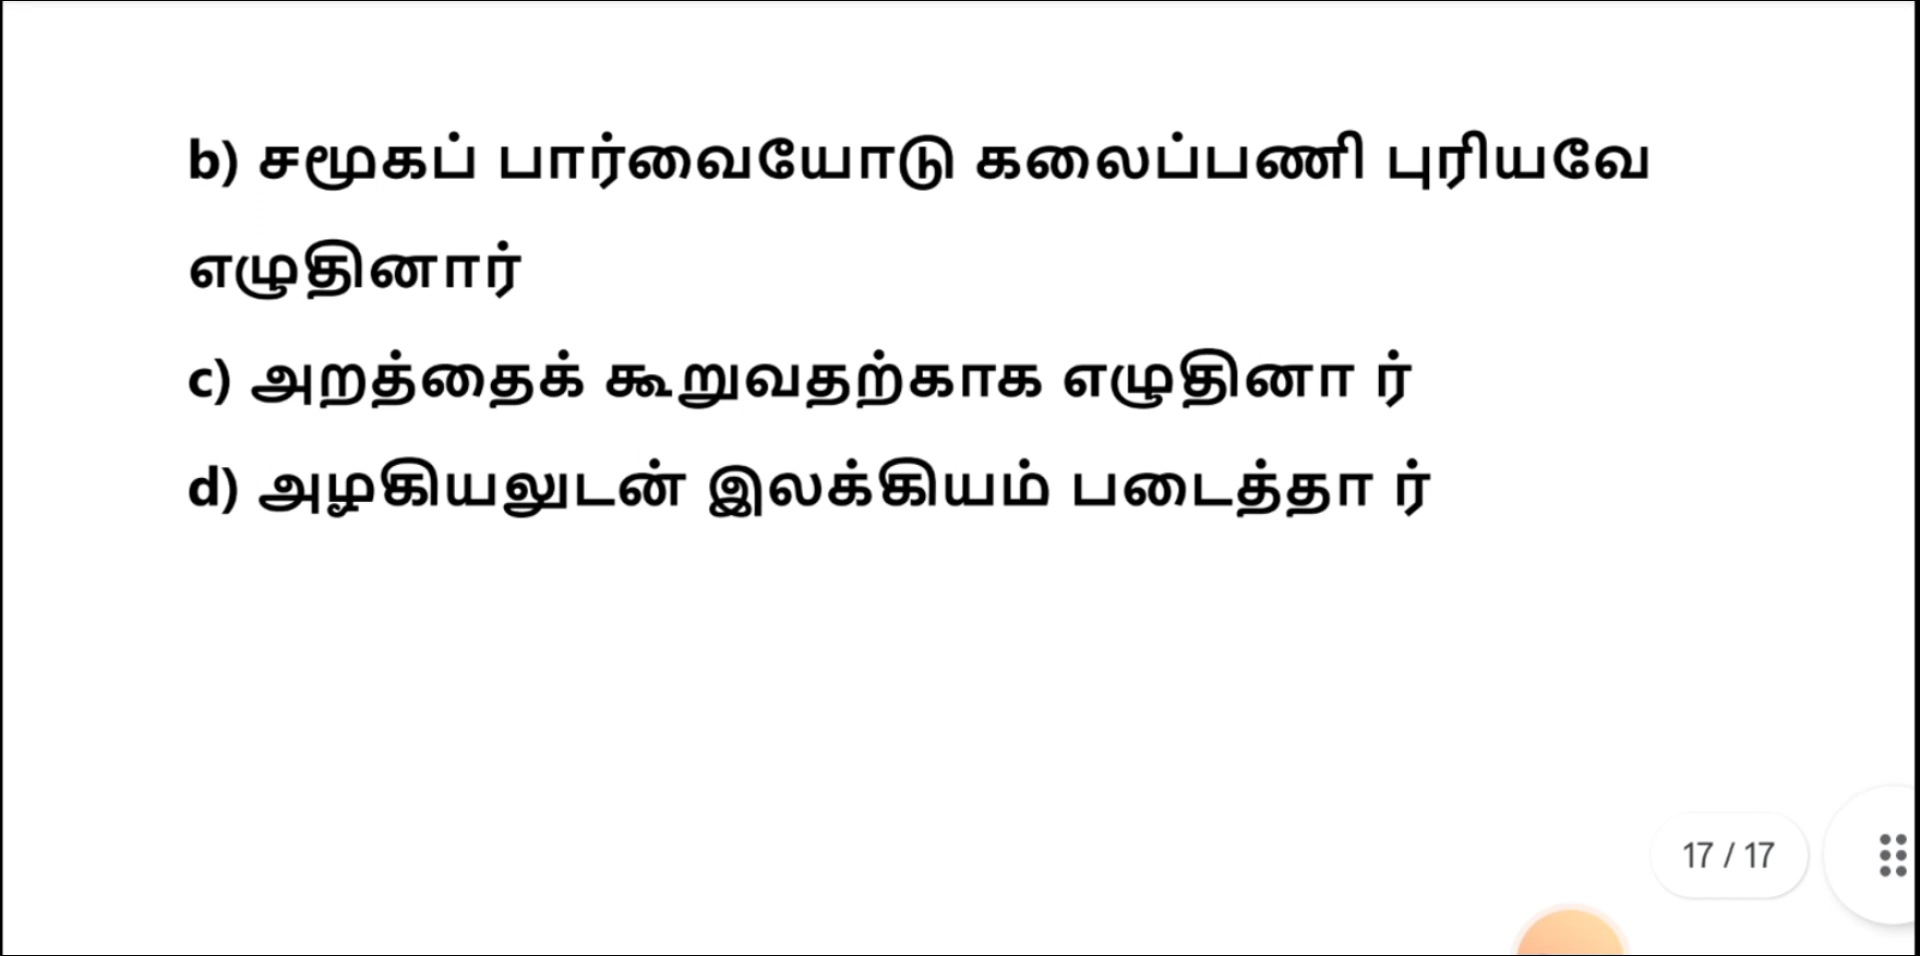 b) சமூகப் பார்வையோடு கலைப்பணி புரியவே
எழுதினார்
c) அறத்தைக் கூறுவதற்காக எழுதினா ர்
d) அழகியலுடன் இலக்கியம் படைத்தா ர்
17 / 17